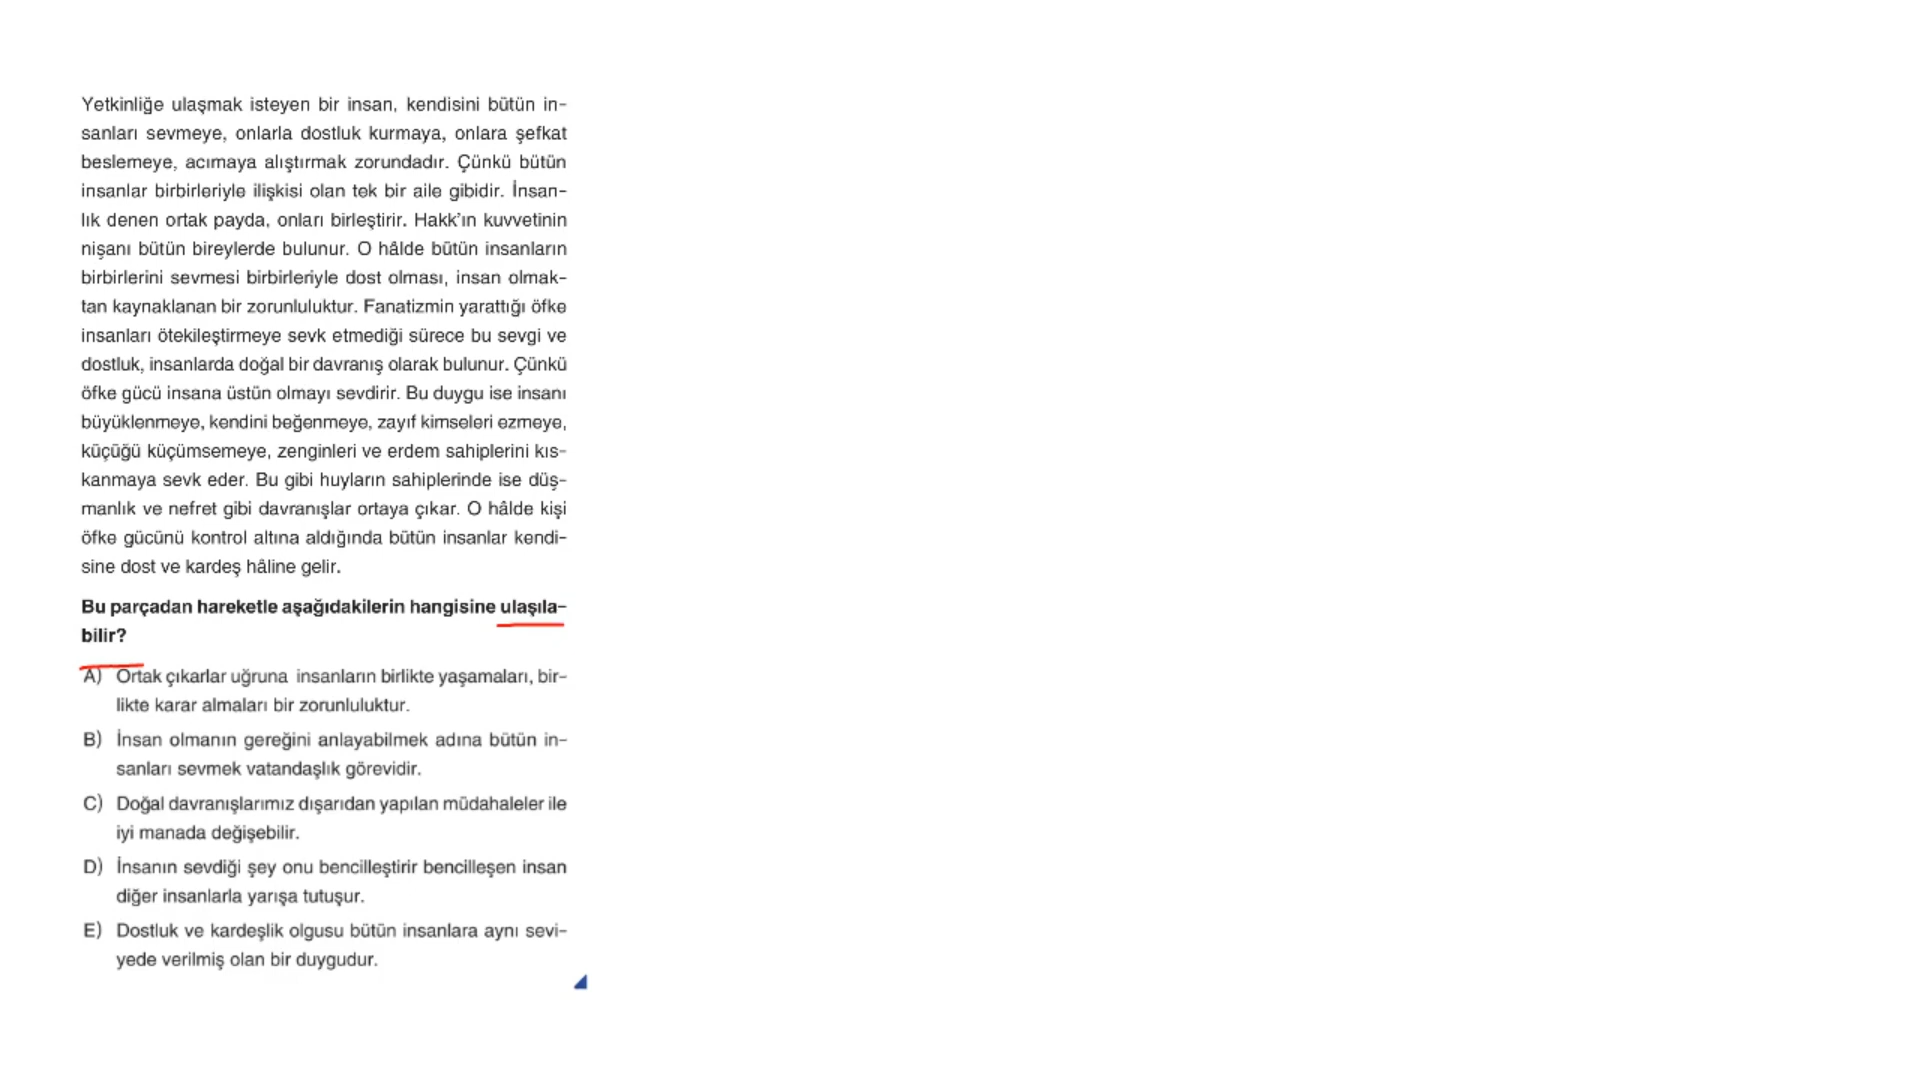 Yetkinliğe ulaşmak isteyen bir insan, kendisini bütün in-
sanları sevmeye, onlarla dostluk kurmaya, onlara şefkat
beslemeye, acımaya alıştırmak zorundadır. Çünkü bütün
insanlar birbirleriyle ilişkisi olan tek bir aile gibidir. İnsan-
lık denen ortak payda, onları birleştirir. Hakk'ın kuvvetinin
nişanı bütün bireylerde bulunur. O hâlde bütün insanların
birbirlerini sevmesi birbirleriyle dost olması, insan olmak-
tan kaynaklanan bir zorunluluktur. Fanatizmin yarattığı öfke
insanları ötekileştirmeye sevk etmediği sürece bu sevgi ve
dostluk, insanlarda doğal bir davranış olarak bulunur. Çünkü
öfke gücü insana üstün olmayı sevdirir. Bu duygu ise insanı
büyüklenmeye, kendini beğenmeye, zayıf kimseleri ezmeye,
küçüğü küçümsemeye, zenginleri ve erdem sahiplerini kıs-
kanmaya sevk eder. Bu gibi huyların sahiplerinde ise düş-
manlık ve nefret gibi davranışlar ortaya çıkar. O hâlde kişi
öfke gücünü kontrol altına aldığında bütün insanlar kendi-
sine dost ve kardeş hâline gelir.
Bu parçadan hareketle aşağıdakilerin hangisine ulaşıla-
bilir?
A) Ortak çıkarlar uğruna insanların birlikte yaşamaları, bir-
likte karar almaları bir zorunluluktur.
B) İnsan olmanın gereğini anlayabilmek adına bütün in-
sanları sevmek vatandaşlık görevidir.
C) Doğal davranışlarımız dışarıdan yapılan müdahaleler ile
iyi manada değişebilir.
D) İnsanın sevdiği şey onu bencilleştirir bencilleşen insan
diğer insanlarla yarışa tutuşur.
E) Dostluk ve kardeşlik olgusu bütün insanlara aynı sevi-
yede verilmiş olan bir duygudur.